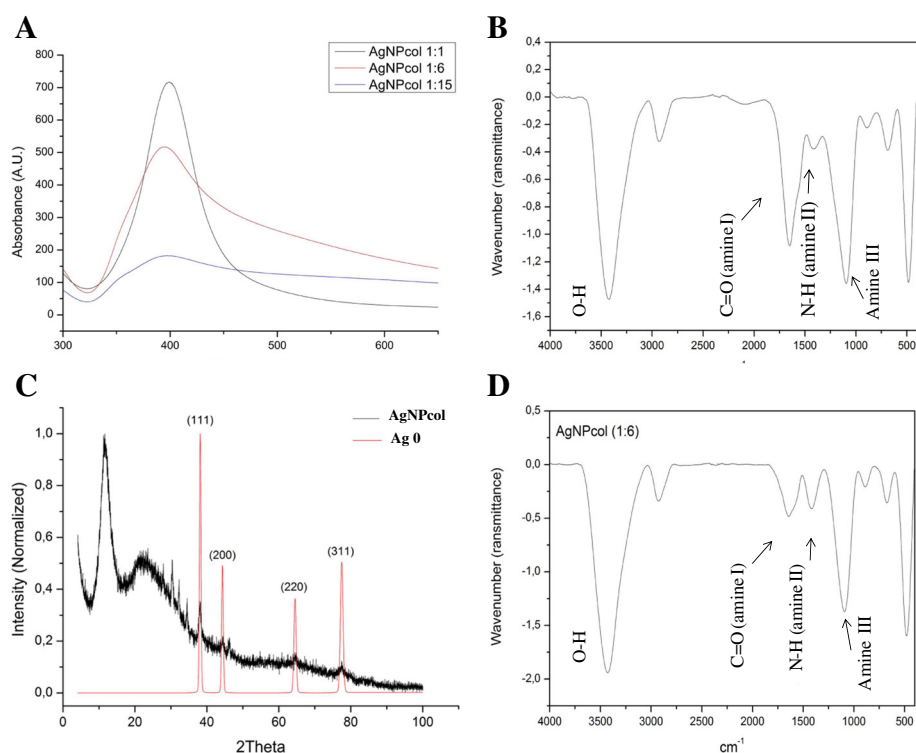 A
Absorbance (A.U.)
800
700
600
500
400
300
200
100
0
300
400
500
600
AgNPcol 1:1
AgNPcol 1:6
AgNPcol 1:15
B
Wavenumber (ransmittance)
0,4
0,0
-0,4
-0,6
-0,8
-1,0
-1,2
-1,4
-1,6
O-H
C=O (amine I)
N-H (amine II)
Amine III
4000
3500
3000
2500
2000
1500
1000
500
C
Intensity (Normalized)
1,0
0,8
0,6
0,4
0,2
0,0
(111)
(200)
(220)
(311)
AgNPcol
Ag 0
0
20
40
60
80
100
2Theta
D
AgNPcol (1:6)
Wavenumber (ransmittance)
0,5
0,0
-0,5
-1,0
-1,5
-2,0
O-H
C=O (amine I)
N-H (amine II)
Amine III
4000
3500
3000
2500
2000
1500
1000
500
cm⁻¹